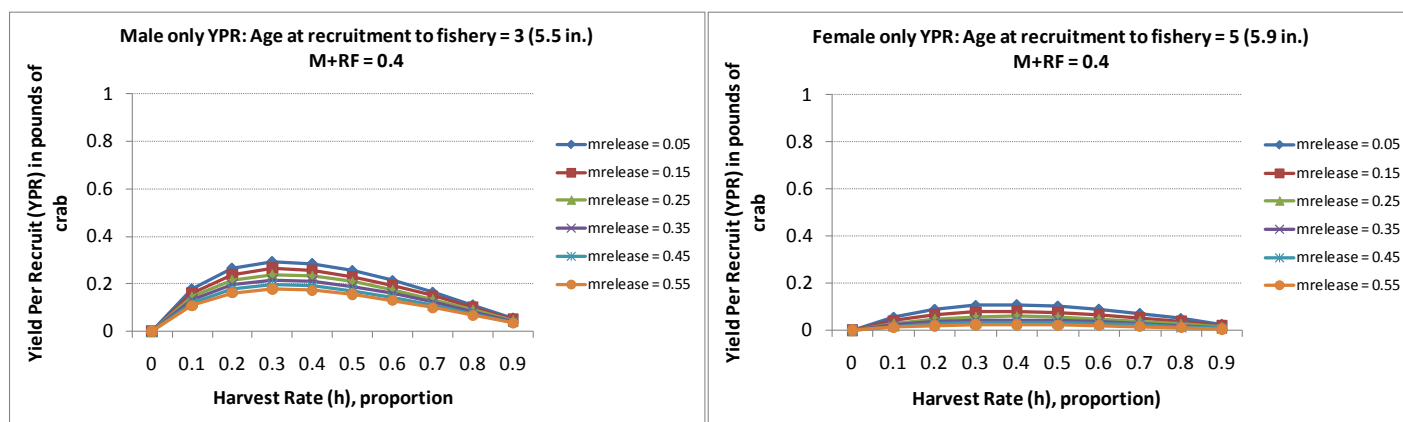 Male only YPR: Age at recruitment to fishery = 3 (5.5 in.)
M+RF = 0.4
Yield Per Recruit (YPR) in pounds of
crab
1
0.8
0.6
0.4
0.2
0
0 0.1 0.2 0.3 0.4 0.5 0.6 0.7 0.8 0.9
Harvest Rate (h), proportion
mrelease = 0.05
mrelease = 0.15
mrelease = 0.25
mrelease = 0.35
mrelease = 0.45
mrelease = 0.55
Female only YPR: Age at recruitment to fishery = 5 (5.9 in.)
M+RF = 0.4
Yield Per Recruit (YPR) in pounds of
crab
1
0.8
0.6
0.4
0.2
0
0 0.1 0.2 0.3 0.4 0.5 0.6 0.7 0.8 0.9
Harvest Rate (h), proportion)
mrelease = 0.05
mrelease = 0.15
mrelease = 0.25
mrelease = 0.35
mrelease = 0.45
mrelease = 0.55